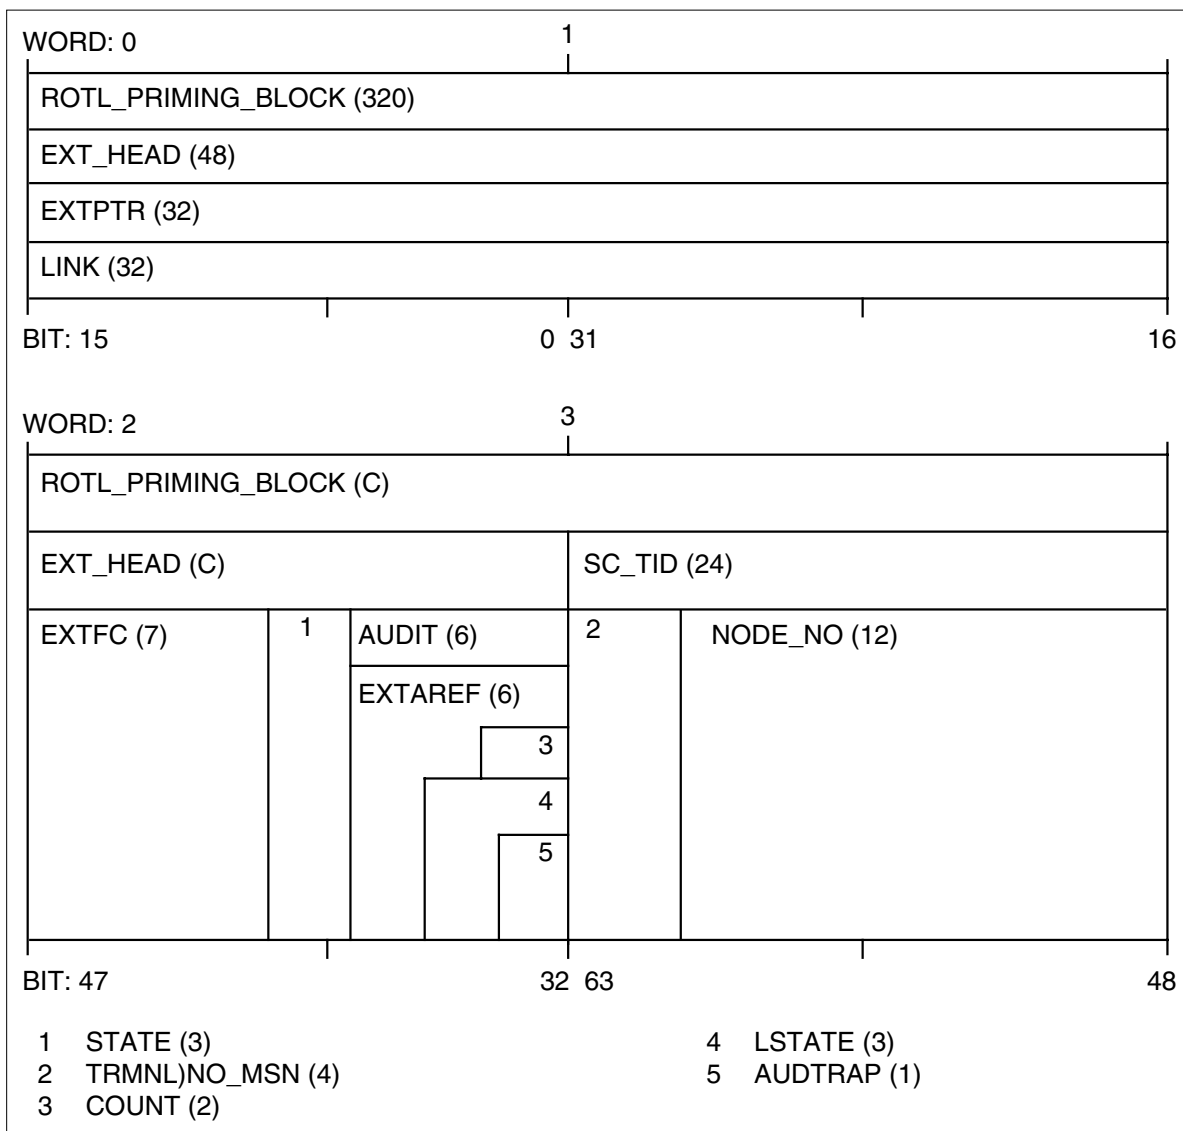 WORD: 0 1
ROTL_PRIMING_BLOCK (320)
EXT_HEAD (48)
EXTPTR (32)
LINK (32)
BIT: 15 0 31 16
WORD: 2 3
ROTL_PRIMING_BLOCK (C)
EXT_HEAD (C) SC_TID (24)
EXTFC (7) 1 AUDIT (6) 2 NODE_NO (12)
EXTAREF (6)
3
4
5
BIT: 47 32 63 48
1 STATE (3) 4 LSTATE (3)
2 TRMNL)NO_MSN (4) 5 AUDTRAP (1)
3 COUNT (2)